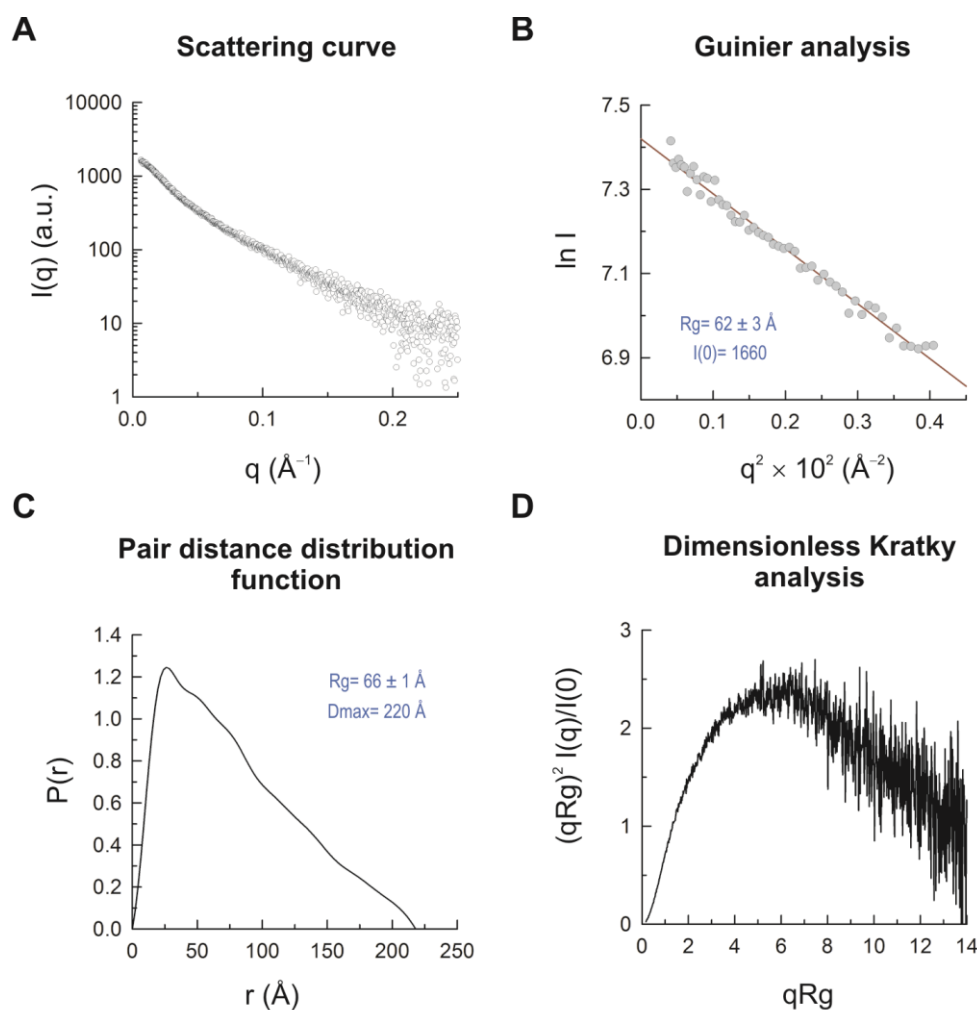 A
Scattering curve
10000
1000
100
10
1
I(q) (a.u.)
0.0
0.1
0.2
q (Å⁻¹)
B
Guinier analysis
7.5
7.3
7.1
6.9
ln I
Rg= 62 ± 3 Å
I(0)= 1660
0.0
0.1
0.2
0.3
0.4
q² × 10² (Å⁻²)
C
Pair distance distribution
function
1.4
1.2
1.0
0.8
0.6
0.4
0.2
0.0
P(r)
Rg= 66 ± 1 Å
Dmax= 220 Å
0
50
100
150
200
250
r (Å)
D
Dimensionless Kratky
analysis
3
2
1
0
(qRg)² I(q)/I(0)
0
2
4
6
8
10
12
14
qRg